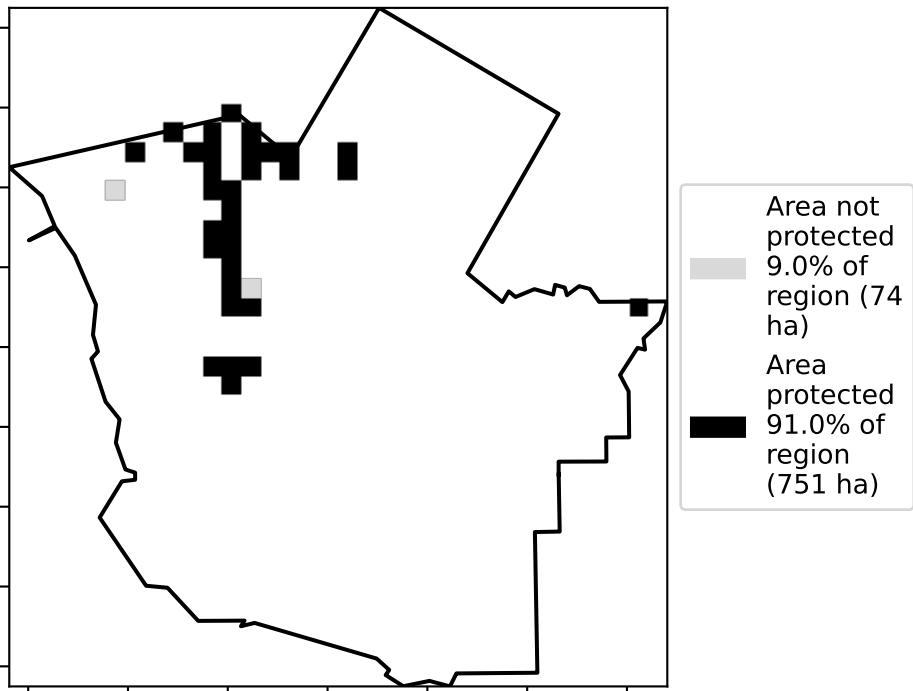 Area not
protected
9.0% of
region (74
ha)
Area
protected
91.0% of
region
(751 ha)